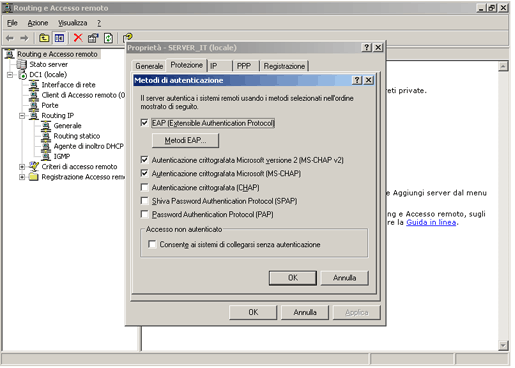 Routing e Accesso remoto
File Azione Visualizza ?
Routing e Accesso remoto
Stato server
DC1 (locale)
Interfacce di rete
Client di Accesso remoto (0
Porte
Routing IP
Generale
Routing statico
Agente di inoltro DHCP
IGMP
Criteri di accesso remoto
Registrazione Accesso
Proprietà - SERVER_IT (locale)
Generale Protezione IP PPP Registrazione
Metodi di autenticazione
Il server autentica i sistemi remoti usando i metodi selezionati nell'ordine
mostrato di seguito.
EAP (Extensible Authentication Protocol)
Metodi EAP...
Autenticazione crittografata Microsoft versione 2 (MS-CHAP v2)
Autenticazione crittografata Microsoft (MS-CHAP)
Autenticazione crittografata (CHAP)
Shiva Password Authentication Protocol (SPAP)
Password Authentication Protocol (PAP)
Accesso non autenticato
Consente ai sistemi di collegarsi senza autenticazione
OK Annulla
OK Annulla Applica
reti private.
e Aggiungi server dal menu
ng e Accesso remoto, sugli
re la Guida in linea.